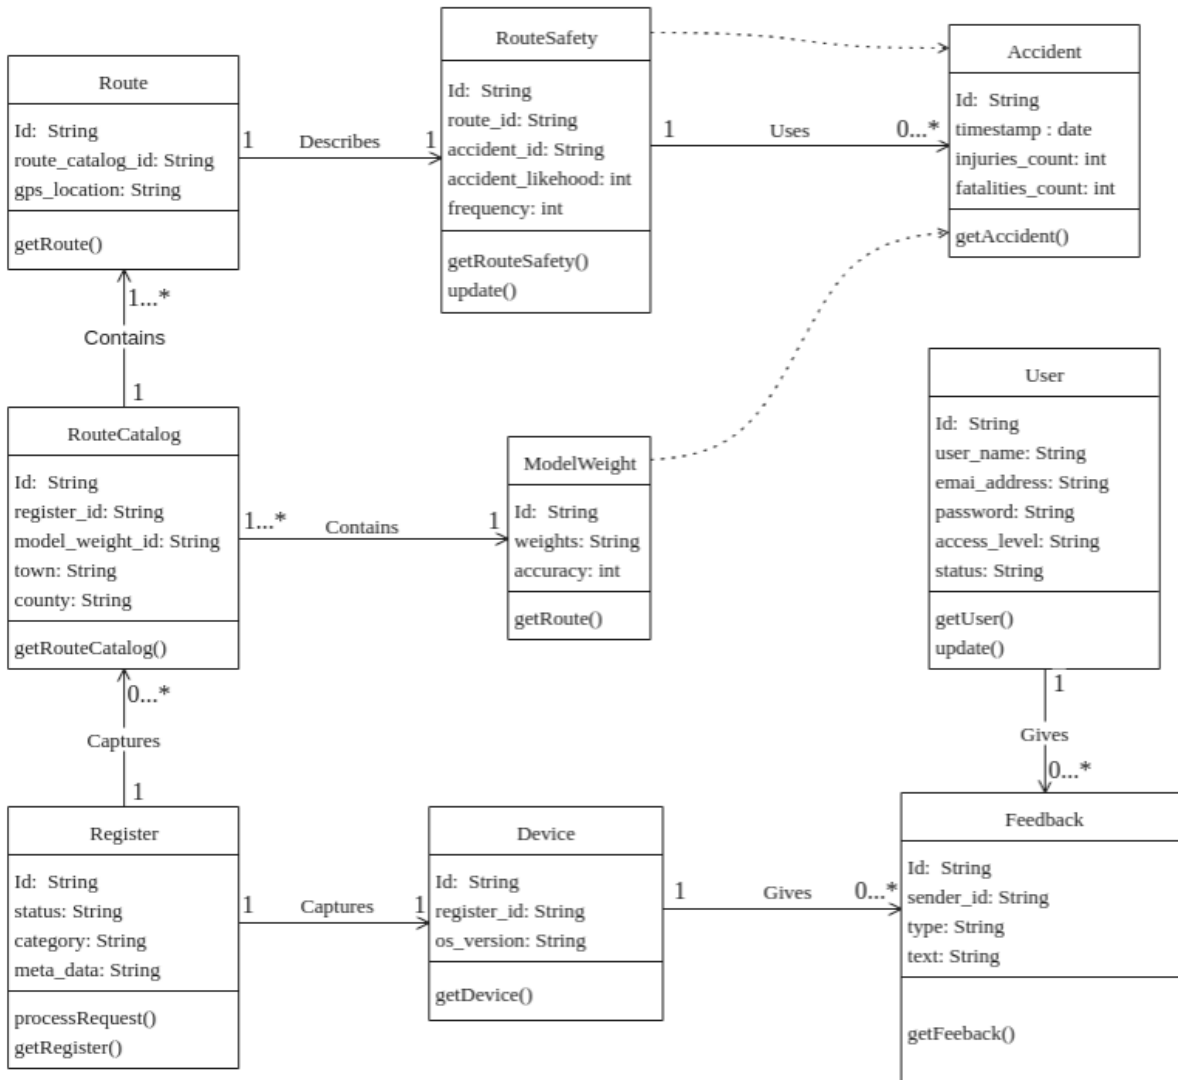 Route
Id:  String
route_catalog_id: String
gps_location: String
getRoute()
1
Describes
1
RouteSafety
Id:  String
route_id: String
accident_id: String
accident_likehood: int
frequency: int
getRouteSafety()
update()
1
Uses
0...*
Accident
Id:  String
timestamp : date
injuries_count: int
fatalities_count: int
getAccident()
1...*
Contains
1
RouteCatalog
Id:  String
register_id: String
model_weight_id: String
town: String
county: String
getRouteCatalog()
1...*
Contains
1
ModelWeight
Id:  String
weights: String
accuracy: int
getRoute()
User
Id:  String
user_name: String
emai_address: String
password: String
access_level: String
status: String
getUser()
update()
1
Gives
0...*
0...*
Captures
1
Register
Id:  String
status: String
category: String
meta_data: String
processRequest()
getRegister()
1
Captures
1
Device
Id:  String
register_id: String
os_version: String
getDevice()
1
Gives
0...*
Feedback
Id:  String
sender_id: String
type: String
text: String
getFeeback()